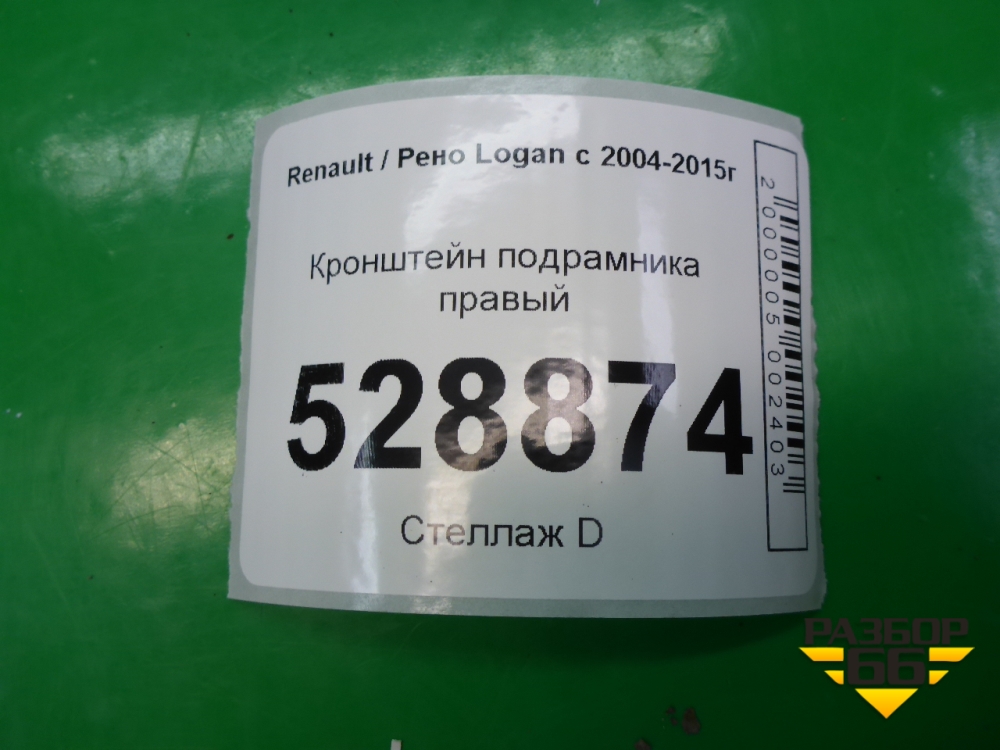 Renault / Рено Logan с 2004-2015г
Кронштейн подрамника
правый
528874
Стеллаж D
2000005002403
РАЗБОР
66